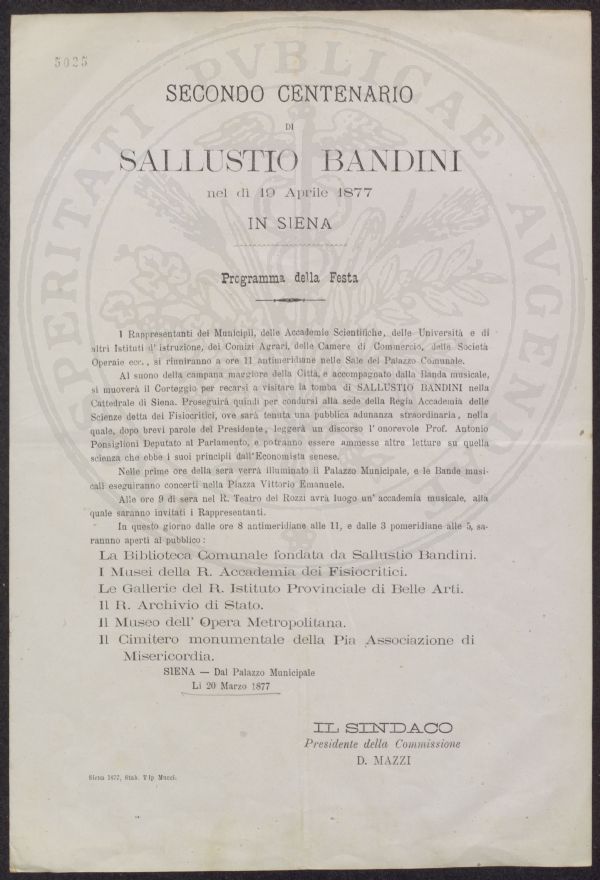 5025
SECONDO CENTENARIO
DI
SALLUSTIO BANDINI
nel dì 19 Aprile 1877
IN SIENA
Programma della Festa
I Rappresentanti dei Municipii, delle Accademie Scientifiche, delle Università e di
altri Istituti d' istruzione, dei Comizi Agrari, delle Camere di Commercio, delle Società
Operaie ecc., si riuniranno a ore 11 antimeridiane nelle Sale del Palazzo Comunale.
Al suono della campana maggiore della Città, e accompagnato dalla Banda musicale,
si muoverà il Corteggio per recarsi a visitare la tomba di SALLUSTIO BANDINI nella
Cattedrale di Siena. Proseguirà quindi per condursi alla sede della Regia Accademia delle
Scienze detta dei Fisiocritici, ove sarà tenuta una pubblica adunanza straordinaria, nella
quale, dopo brevi parole del Presidente, leggerà un discorso l' onorevole Prof. Antonio
Ponsiglioni Deputato al Parlamento, e potranno essere ammesse altre letture su quella
scienza che ebbe i suoi principii dall'Economista senese.
Nelle prime ore della sera verrà illuminato il Palazzo Municipale, e le Bande musi-
cali eseguiranno concerti nella Piazza Vittorio Emanuele.
Alle ore 9 di sera nel R. Teatro dei Rozzi avrà luogo un' accademia musicale, alla
quale saranno invitati i Rappresentanti.
In questo giorno dalle ore 8 antimeridiane alle 11, e dalle 3 pomeridiane alle 5, sa-
rannno aperti al pubblico:
La Biblioteca Comunale fondata da Sallustio Bandini.
I Musei della R. Accademia dei Fisiocritici.
Le Gallerie del R. Istituto Provinciale di Belle Arti.
Il R. Archivio di Stato.
Il Museo dell' Opera Metropolitana.
Il Cimitero monumentale della Pia Associazione di
Misericordia.
SIENA — Dal Palazzo Municipale
Li 20 Marzo 1877
IL SINDACO
Presidente della Commissione
D. MAZZI
Siena 1877, Stab. Tip Mucci.
PROSPERITATI PVBLICAE AVGENDAE